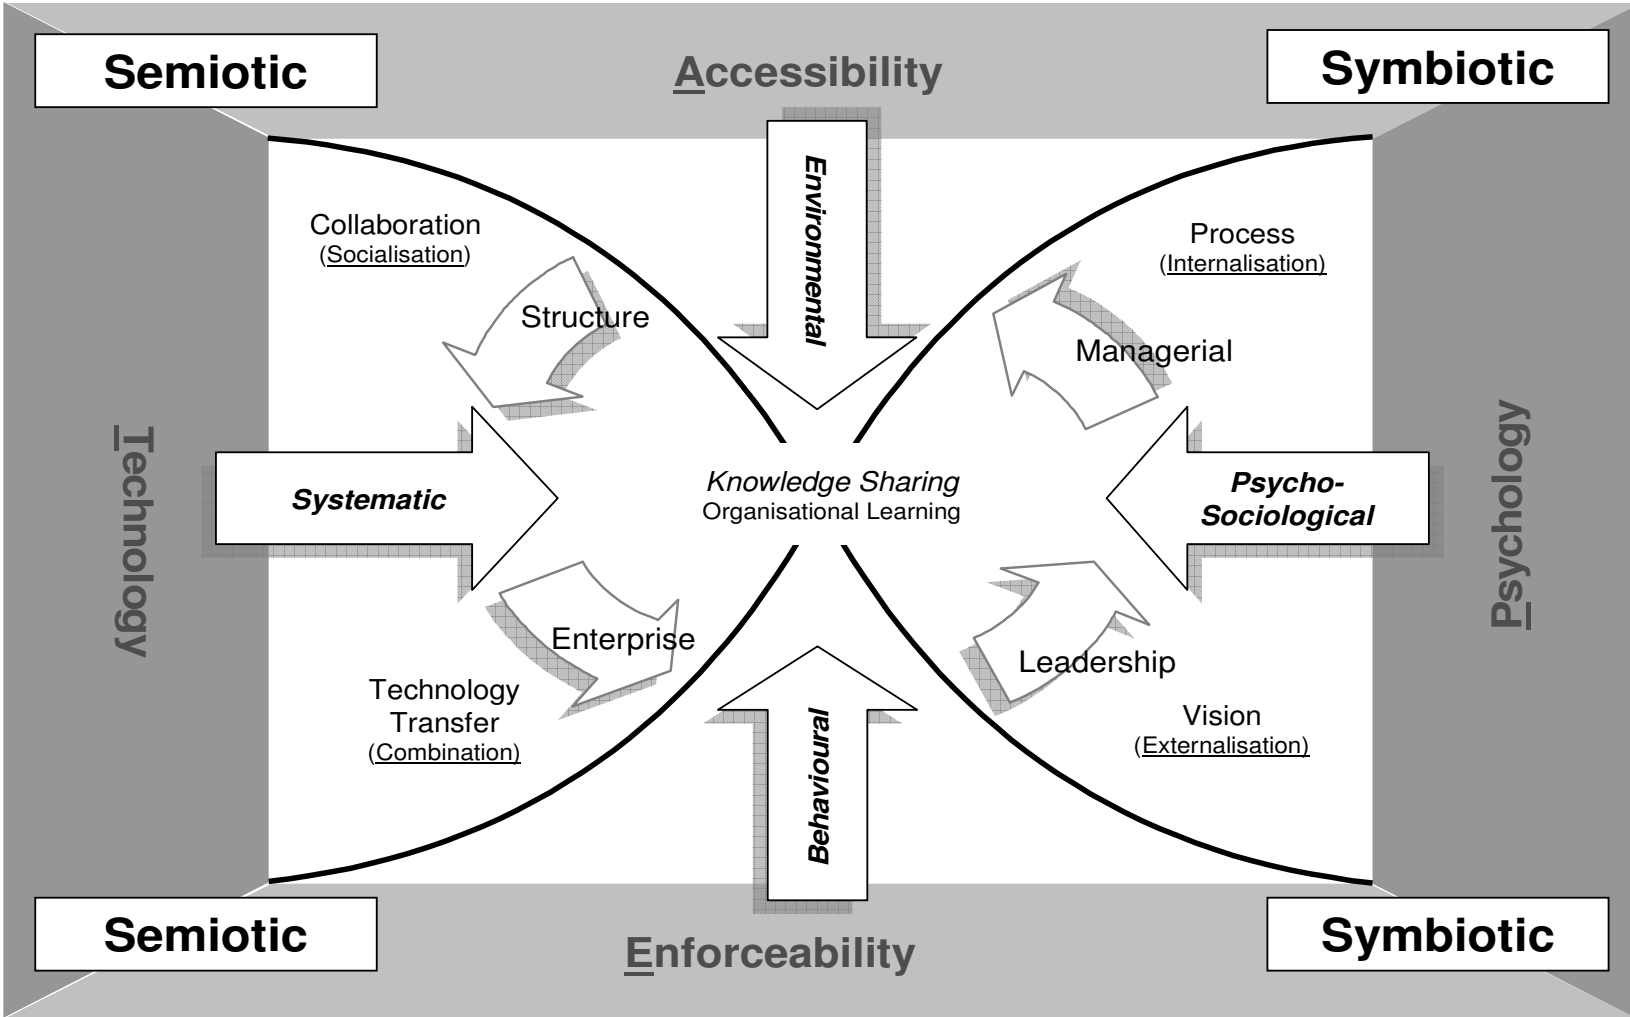 Semiotic
Accessibility
Symbiotic
Environmental
Collaboration
(Socialisation)
Structure
Process
(Internalisation)
Managerial
Technology
Systematic
Knowledge Sharing
Organisational Learning
Psycho-
Sociological
Psychology
Enterprise
Technology
Transfer
(Combination)
Leadership
Vision
(Externalisation)
Behavioural
Semiotic
Enforceability
Symbiotic